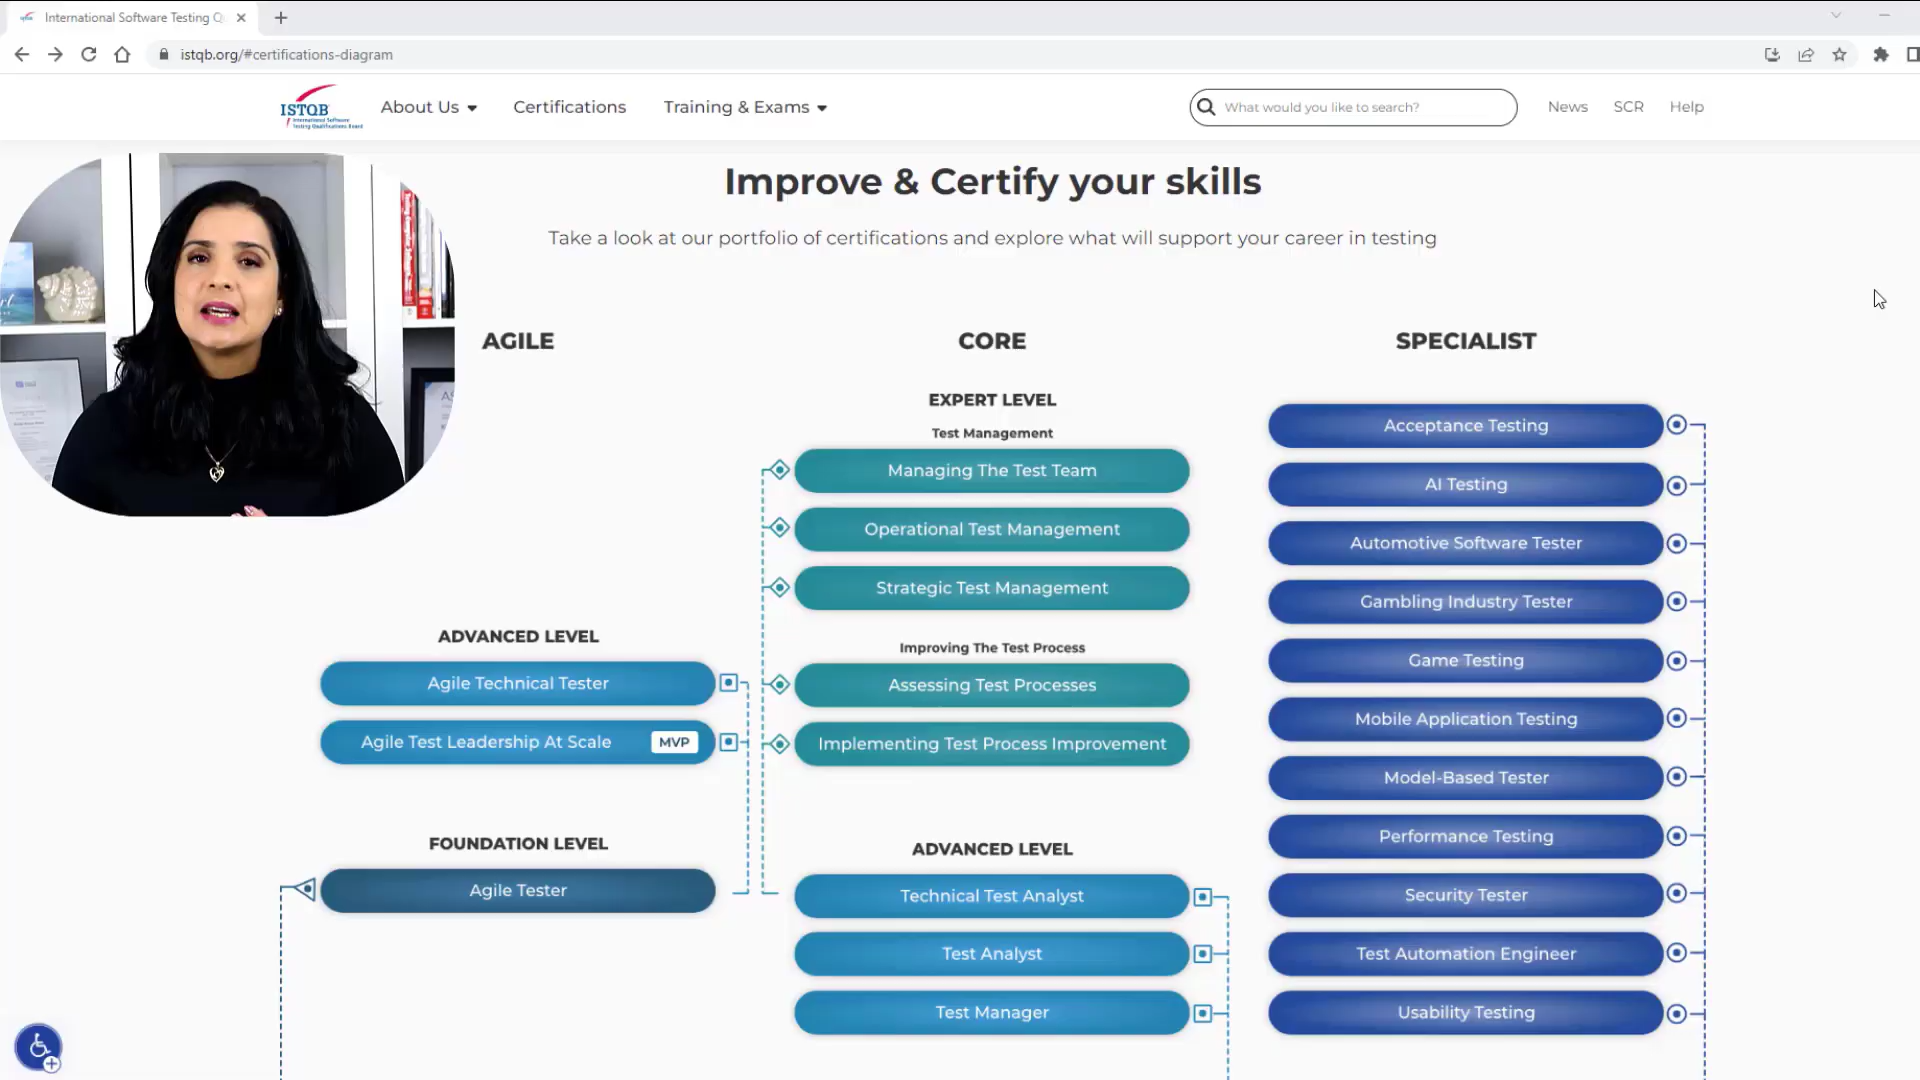 International Software Testing Q
istqb.org/#certifications-diagram
ISTQB
International Software
Testing Qualifications Board
About Us
Certifications
Training & Exams
What would you like to search?
News
SCR
Help
Improve & Certify your skills
Take a look at our portfolio of certifications and explore what will support your career in testing
AGILE
ADVANCED LEVEL
Agile Technical Tester
Agile Test Leadership At Scale
MVP
FOUNDATION LEVEL
Agile Tester
CORE
EXPERT LEVEL
Test Management
Managing The Test Team
Operational Test Management
Strategic Test Management
Improving The Test Process
Assessing Test Processes
Implementing Test Process Improvement
ADVANCED LEVEL
Technical Test Analyst
Test Analyst
Test Manager
SPECIALIST
Acceptance Testing
AI Testing
Automotive Software Tester
Gambling Industry Tester
Game Testing
Mobile Application Testing
Model-Based Tester
Performance Testing
Security Tester
Test Automation Engineer
Usability Testing